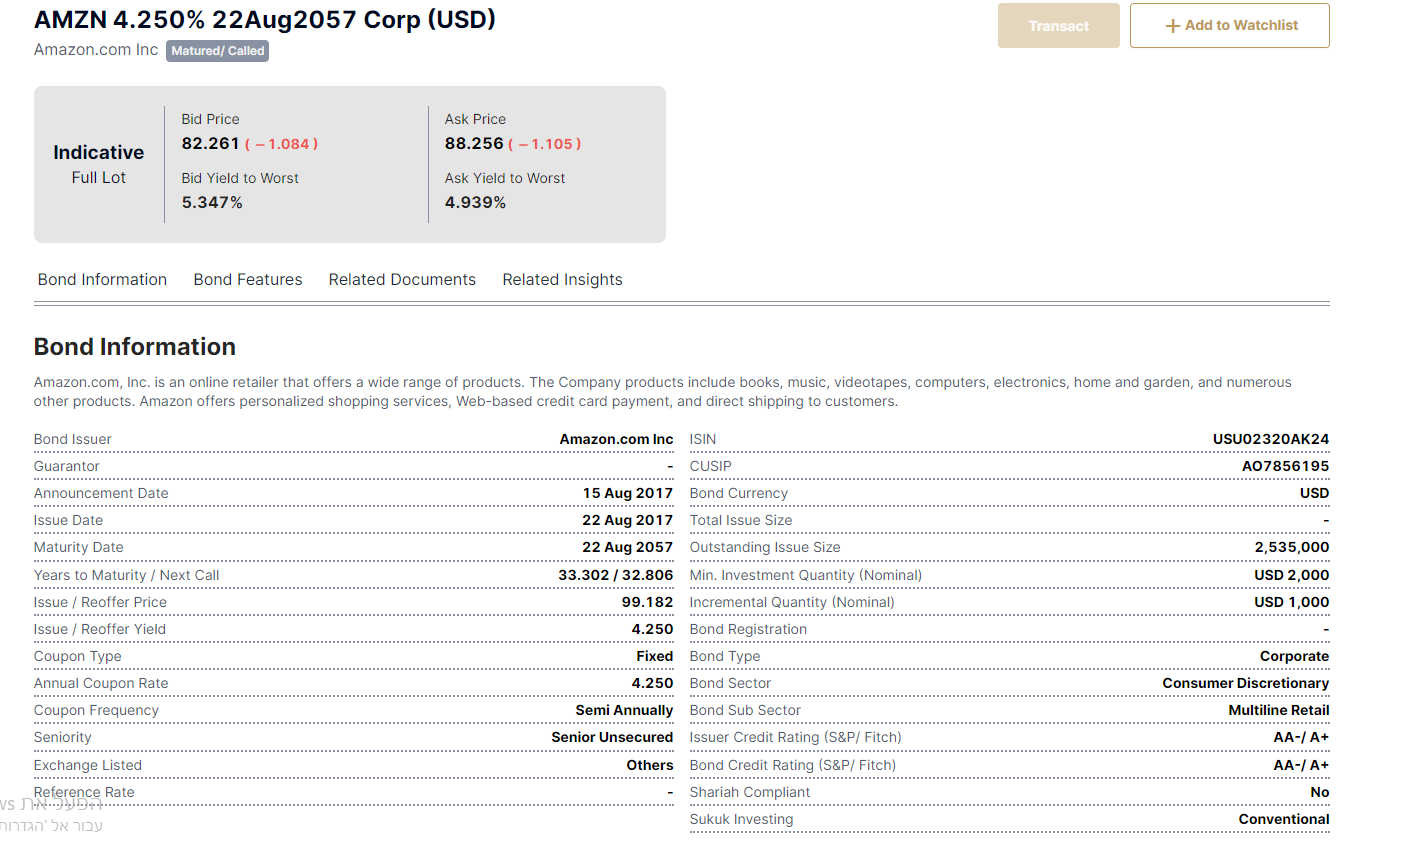 AMZN 4.250% 22Aug2057 Corp (USD)
Transact
Add to Watchlist
Amazon.com Inc Matured/ Called
Indicative
Full Lot
Bid Price
82.261 ( − 1.084 )
Bid Yield to Worst
5.347%
Ask Price
88.256 ( − 1.105 )
Ask Yield to Worst
4.939%
Bond Information Bond Features Related Documents Related Insights
Bond Information
Amazon.com, Inc. is an online retailer that offers a wide range of products. The Company products include books, music, videotapes, computers, electronics, home and garden, and numerous
other products. Amazon offers personalized shopping services, Web-based credit card payment, and direct shipping to customers.
Bond Issuer Amazon.com Inc
Guarantor -
Announcement Date 15 Aug 2017
Issue Date 22 Aug 2017
Maturity Date 22 Aug 2057
Years to Maturity / Next Call 33.302 / 32.806
Issue / Reoffer Price 99.182
Issue / Reoffer Yield 4.250
Coupon Type Fixed
Annual Coupon Rate 4.250
Coupon Frequency Semi Annually
Seniority Senior Unsecured
Exchange Listed Others
Reference Rate -
ISIN USU02320AK24
CUSIP AO7856195
Bond Currency USD
Total Issue Size -
Outstanding Issue Size 2,535,000
Min. Investment Quantity (Nominal) USD 2,000
Incremental Quantity (Nominal) USD 1,000
Bond Registration -
Bond Type Corporate
Bond Sector Consumer Discretionary
Bond Sub Sector Multiline Retail
Issuer Credit Rating (S&P/ Fitch) AA-/ A+
Bond Credit Rating (S&P/ Fitch) AA-/ A+
Shariah Compliant No
Sukuk Investing Conventional
הפעל את ws
עבור אל 'הגדרות